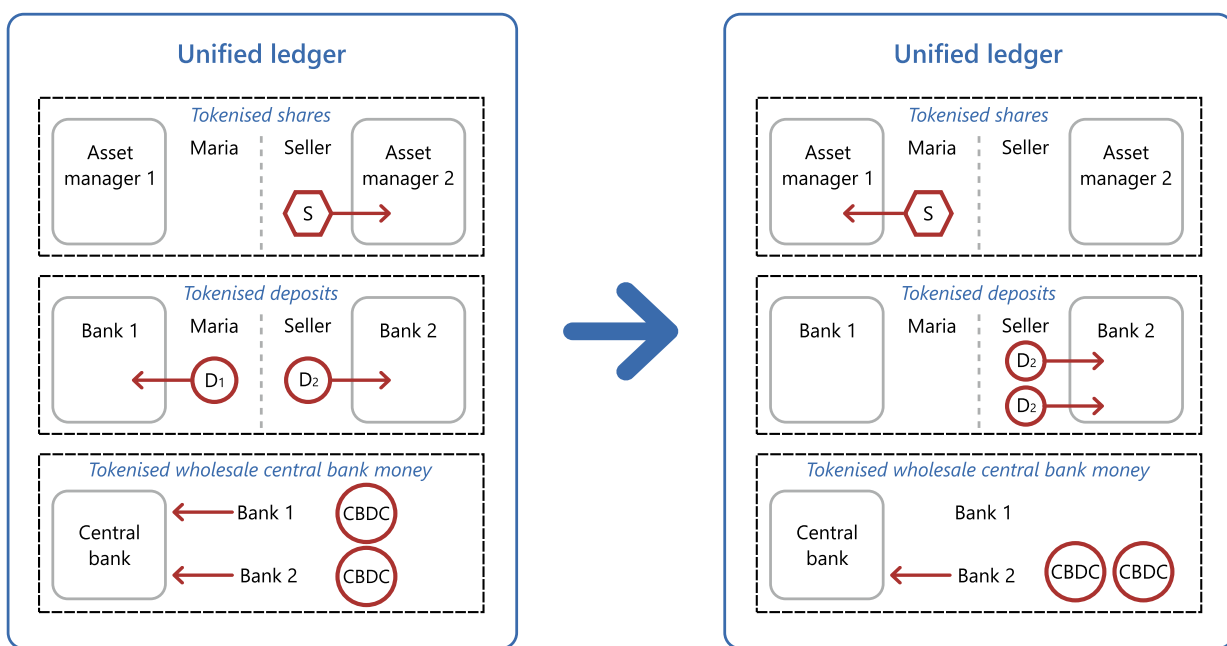 Unified ledger
Tokenised shares
Asset
manager 1
Maria
Seller
Asset
manager 2
S
Tokenised deposits
Bank 1
Maria
Seller
Bank 2
D1
D2
Tokenised wholesale central bank money
Central
bank
Bank 1
CBDC
Bank 2
CBDC
Unified ledger
Tokenised shares
Asset
manager 1
Maria
Seller
Asset
manager 2
S
Tokenised deposits
Bank 1
Maria
Seller
Bank 2
D2
D2
Tokenised wholesale central bank money
Central
bank
Bank 1
Bank 2
CBDC
CBDC